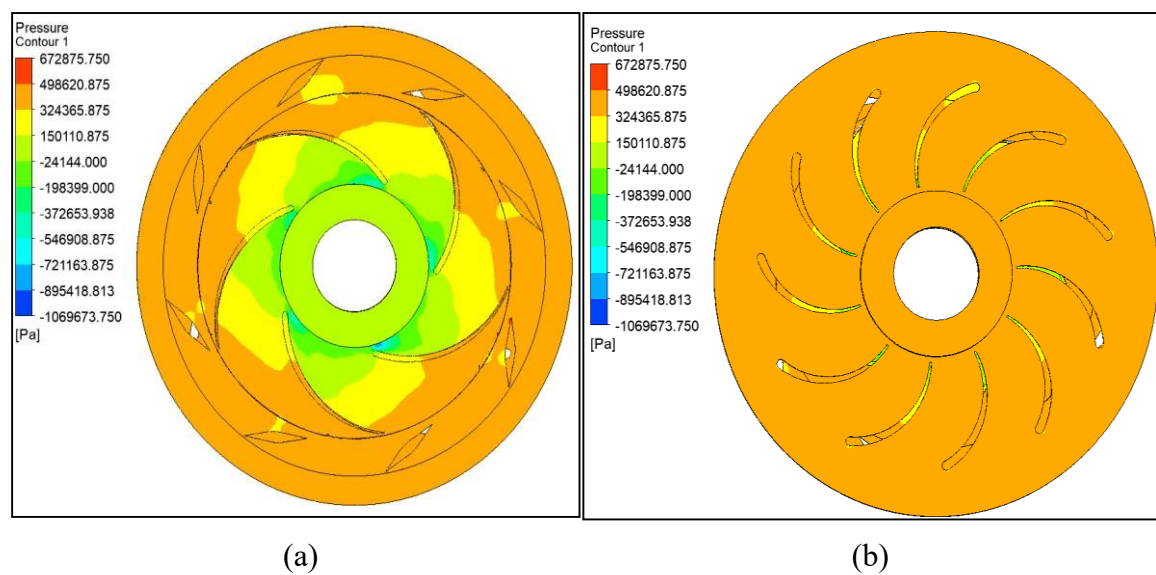 Pressure
Contour 1
672875.750
498620.875
324365.875
150110.875
-24144.000
-198399.000
-372653.938
-546908.875
-721163.875
-895418.813
-1069673.750
[Pa]
Pressure
Contour 1
672875.750
498620.875
324365.875
150110.875
-24144.000
-198399.000
-372653.938
-546908.875
-721163.875
-895418.813
-1069673.750
[Pa]
(a)
(b)